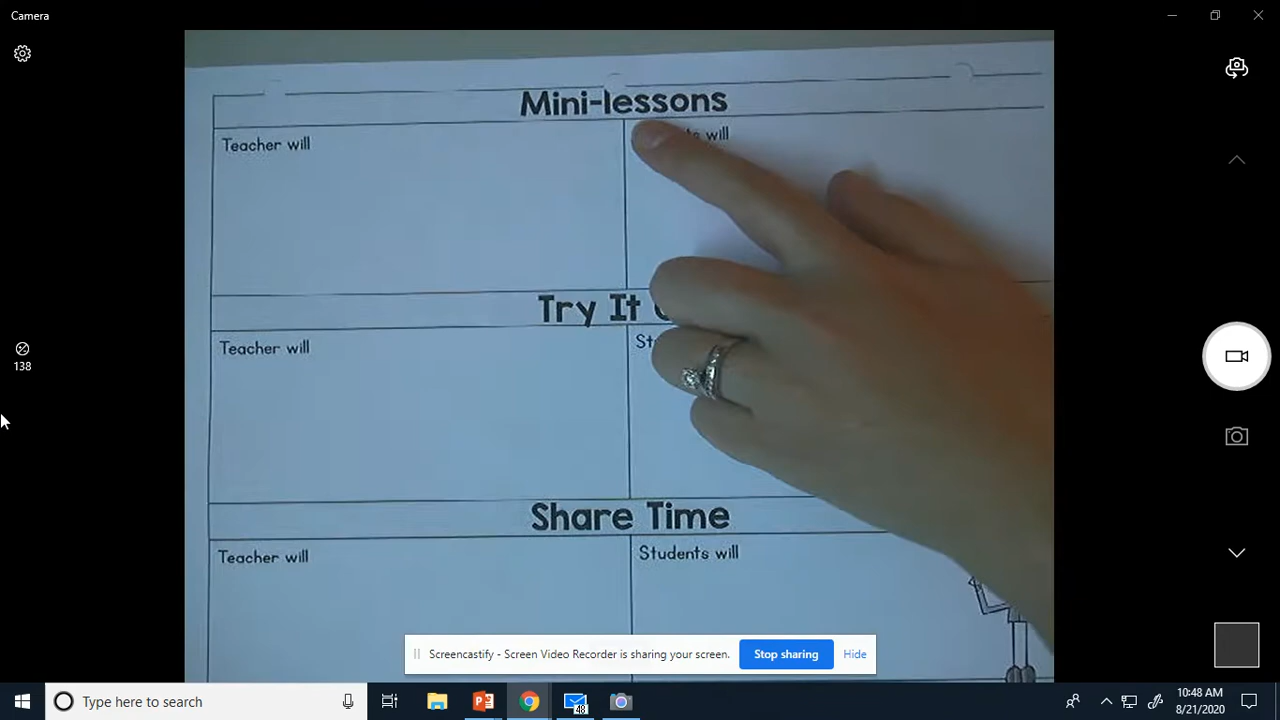 Camera
Mini-lessons
Teacher will
will
Try It
Teacher will
Share Time
Teacher will
Students will
138
Screencastify - Screen Video Recorder is sharing your screen.
Stop sharing
Hide
Type here to search
48
10:48 AM
8/21/2020